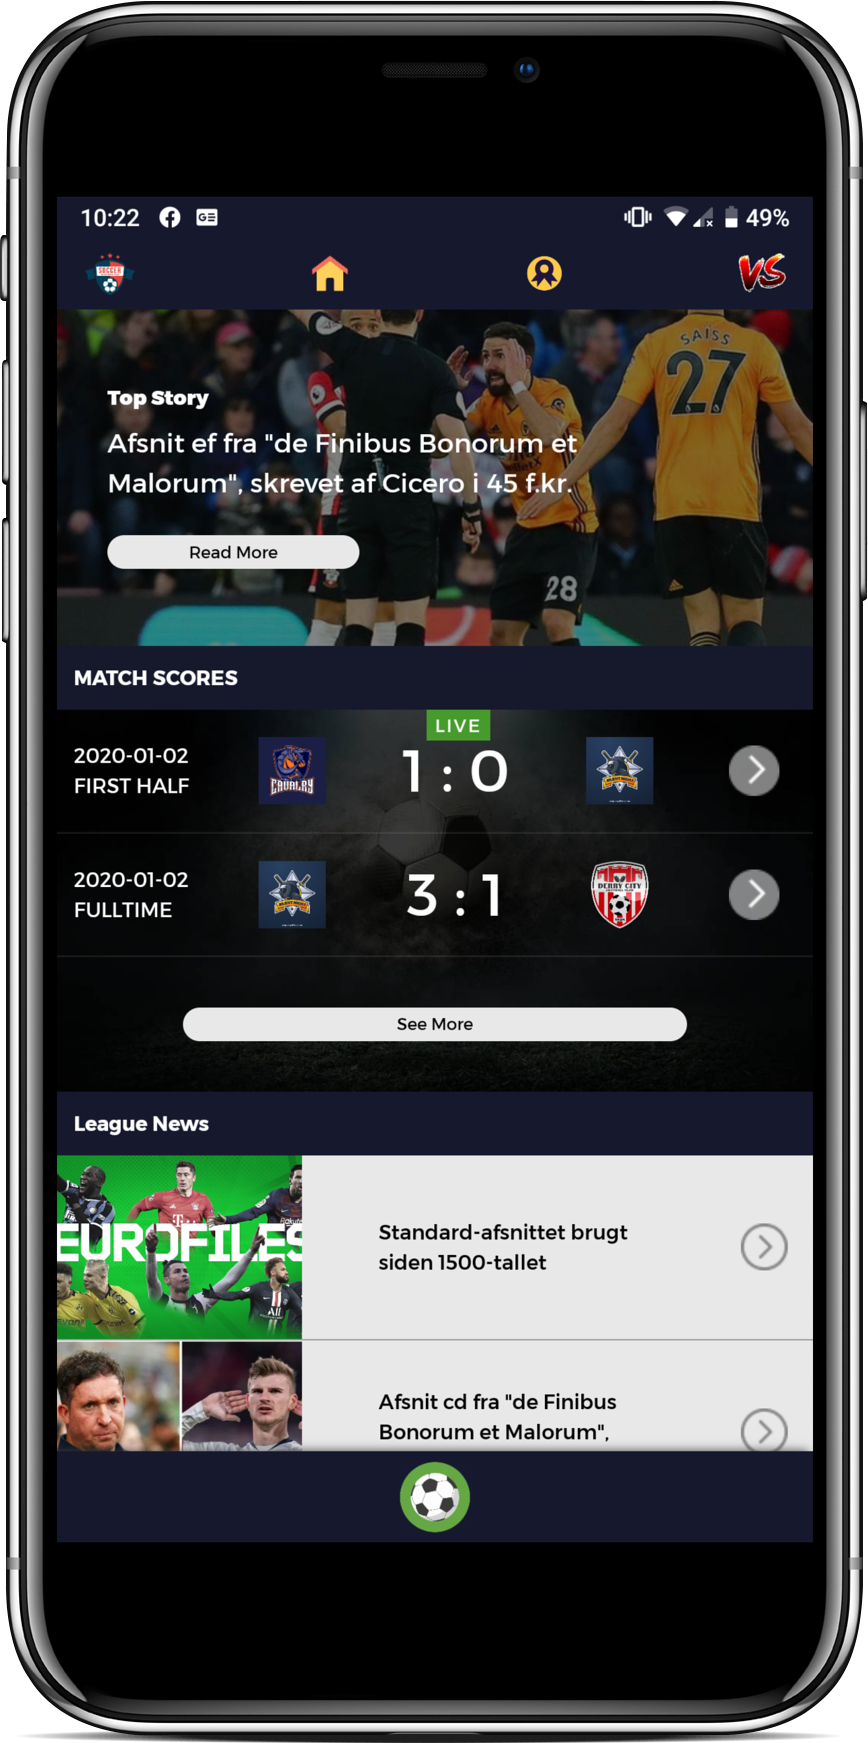 10:22
GE
49%
SOCCER
VS
SAÏSS
27
28
Top Story
Afsnit ef fra "de Finibus Bonorum et
Malorum", skrevet af Cicero i 45 f.kr.
Read More
MATCH SCORES
LIVE
2020-01-02
FIRST HALF
CAVALRY
1 : 0
2020-01-02
FULLTIME
3 : 1
DERRY CITY
See More
League News
EUROFILES
Standard-afsnittet brugt
siden 1500-tallet
Afsnit cd fra "de Finibus
Bonorum et Malorum",